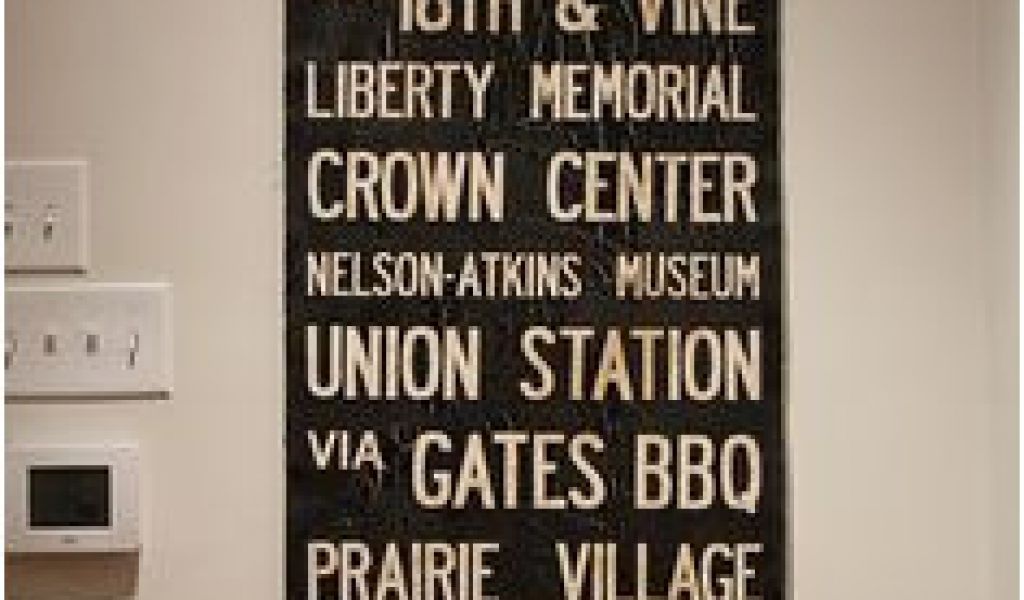 18TH & VINE
LIBERTY MEMORIAL
CROWN CENTER
NELSON-ATKINS MUSEUM
UNION STATION
VIA GATES BBQ
PRAIRIE VILLAGE